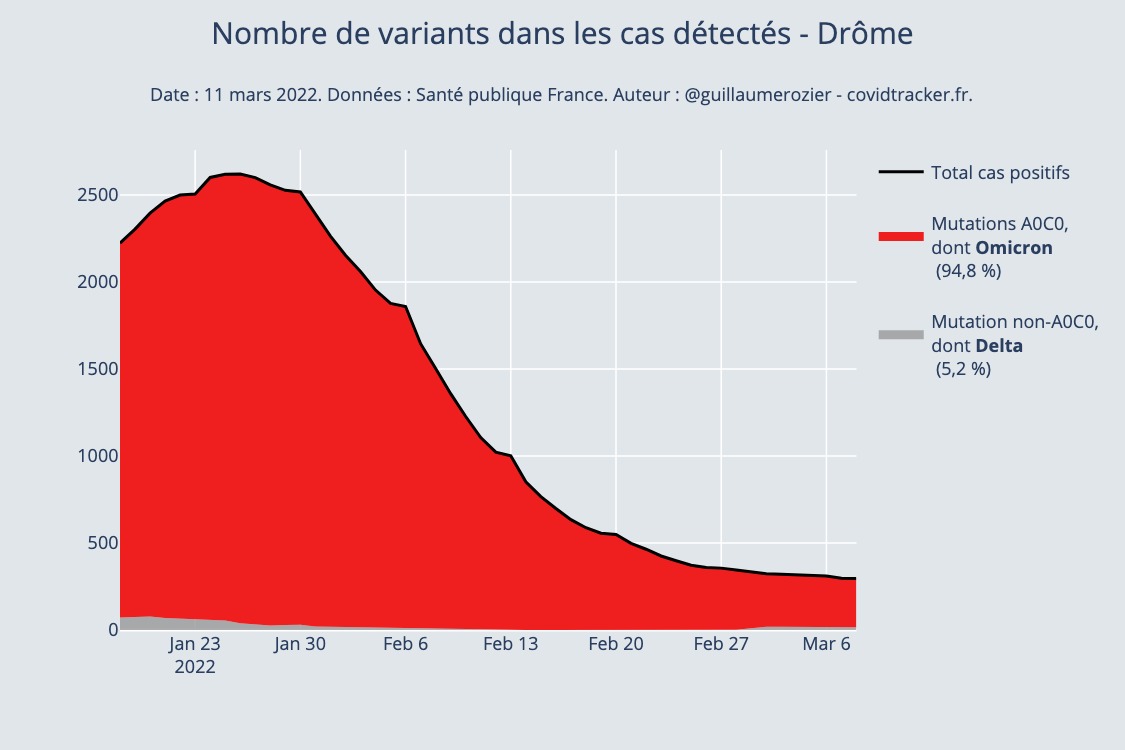 Nombre de variants dans les cas détectés - Drôme
Date : 11 mars 2022. Données : Santé publique France. Auteur : @guillaumerozier - covidtracker.fr.
2500
2000
1500
1000
500
0
Jan 23
2022
Jan 30
Feb 6
Feb 13
Feb 20
Feb 27
Mar 6
Total cas positifs
Mutations A0C0,
dont Omicron
(94,8 %)
Mutation non-A0C0,
dont Delta
(5,2 %)